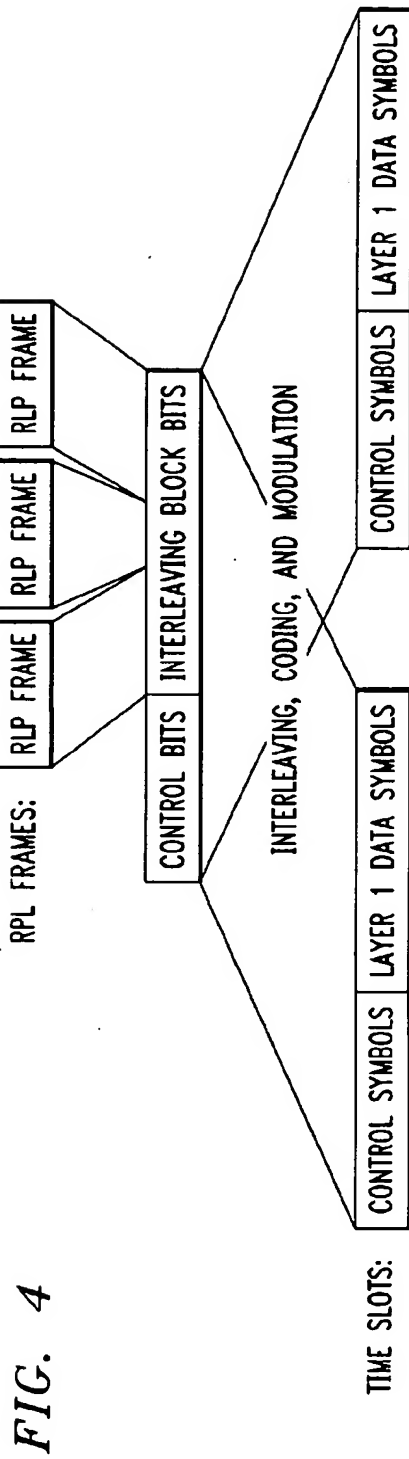 FIG. 4
RPL FRAMES:
RLP FRAME RLP FRAME RLP FRAME
CONTROL BITS INTERLEAVING BLOCK BITS
INTERLEAVING, CODING, AND MODULATION
TIME SLOTS:
CONTROL SYMBOLS LAYER 1 DATA SYMBOLS CONTROL SYMBOLS LAYER 1 DATA SYMBOLS